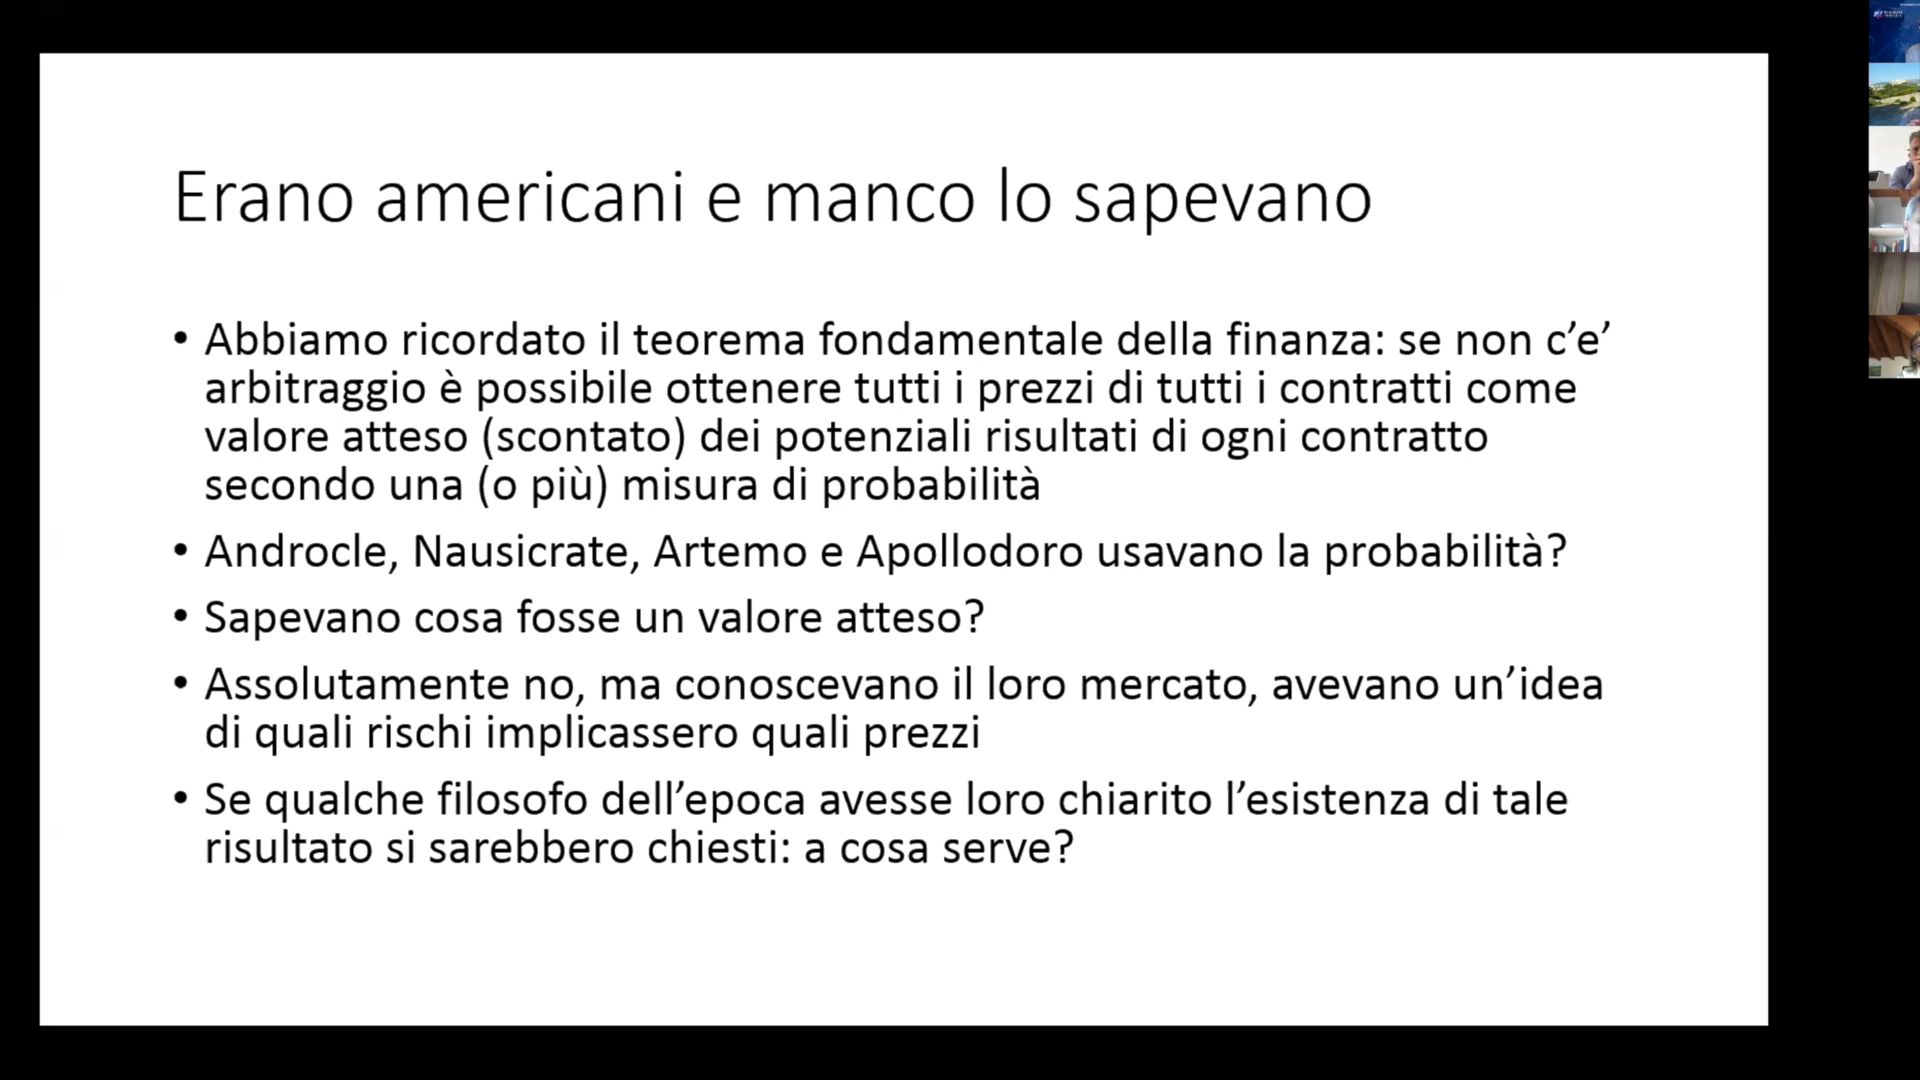 Erano americani e manco lo sapevano
• Abbiamo ricordato il teorema fondamentale della finanza: se non c’e’
arbitraggio è possibile ottenere tutti i prezzi di tutti i contratti come
valore atteso (scontato) dei potenziali risultati di ogni contratto
secondo una (o più) misura di probabilità
• Androcle, Nausicrate, Artemo e Apollodoro usavano la probabilità?
• Sapevano cosa fosse un valore atteso?
• Assolutamente no, ma conoscevano il loro mercato, avevano un’idea
di quali rischi implicassero quali prezzi
• Se qualche filosofo dell’epoca avesse loro chiarito l’esistenza di tale
risultato si sarebbero chiesti: a cosa serve?